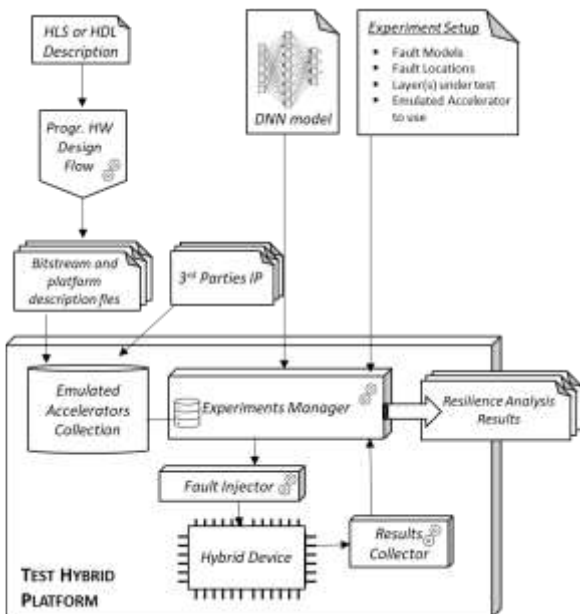 HLS or HDL
Description
Progr. HW
Design
Flow
DNN model
Experiment Setup
▪ Fault Models
▪ Fault Locations
▪ Layer(s) under test
▪ Emulated Accelerator
to use
Bitstream and
platform
description files
3rd Parties IP
Emulated
Accelerators
Collection
Experiments Manager
Resilience Analysis
Results
Fault Injector
Hybrid Device
Results
Collector
TEST HYBRID
PLATFORM